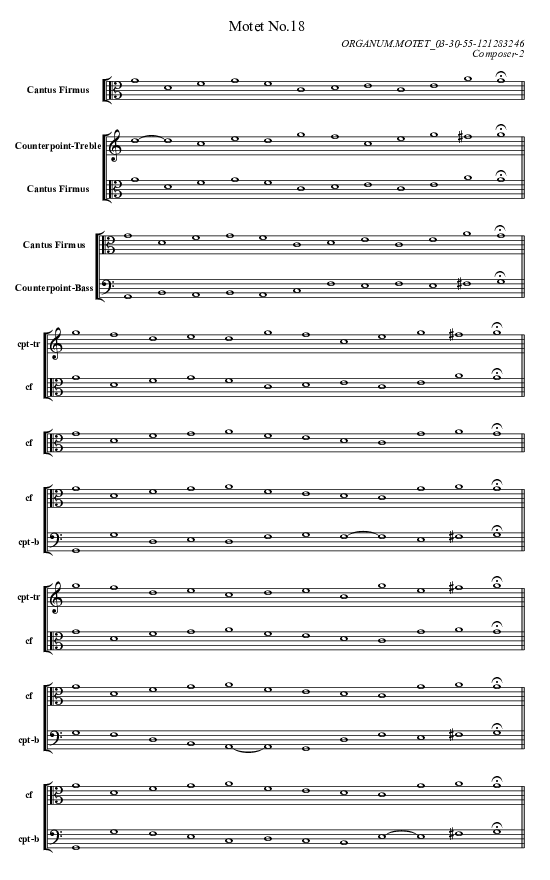 Motet No.18
ORGANUM.MOTET_03-30-55-121283246
Composer-2
Cantus Firmus
Counterpoint-Treble
Cantus Firmus
Cantus Firmus
Counterpoint-Bass
cpt-tr
cf
cf
cf
cpt-b
cpt-tr
cf
cf
cpt-b
cf
cpt-b